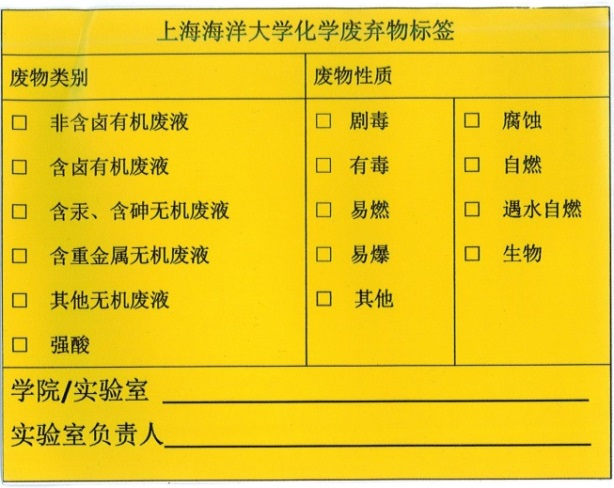 上海海洋大学化学废弃物标签
废物类别 废物性质
□ 非含卤有机废液 □ 剧毒 □ 腐蚀
□ 含卤有机废液 □ 有毒 □ 自燃
□ 含汞、含砷无机废液 □ 易燃 □ 遇水自燃
□ 含重金属无机废液 □ 易爆 □ 生物
□ 其他无机废液 □ 其他
□ 强酸
学院/实验室
实验室负责人